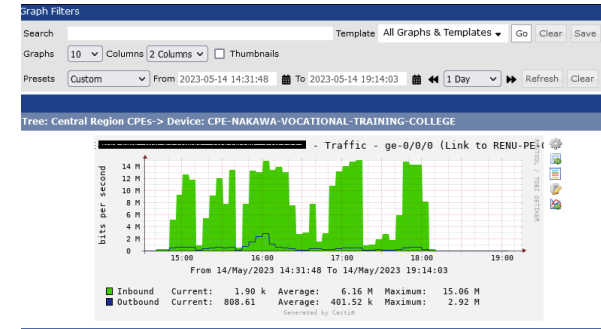 Graph Filters
Search Template All Graphs & Templates Go Clear Save
Graphs 10 Columns 2 Columns Thumbnails
Presets Custom From 2023-05-14 14:31:48 To 2023-05-14 19:14:03 1 Day Refresh Clear
Tree: Central Region CPEs-> Device: CPE-NAKAWA-VOCATIONAL-TRAINING-COLLEGE
- Traffic - ge-0/0/0 (Link to RENU-PE-(
bits per second
14 M
12 M
10 M
8 M
6 M
4 M
2 M
0
15:00 16:00 17:00 18:00 19:00
From 14/May/2023 14:31:48 To 14/May/2023 19:14:03
Inbound Current: 1.90 k Average: 6.16 M Maximum: 15.06 M
Outbound Current: 808.61 Average: 401.52 k Maximum: 2.92 M
Generated by Cacti®
/ TOBI OETIKER